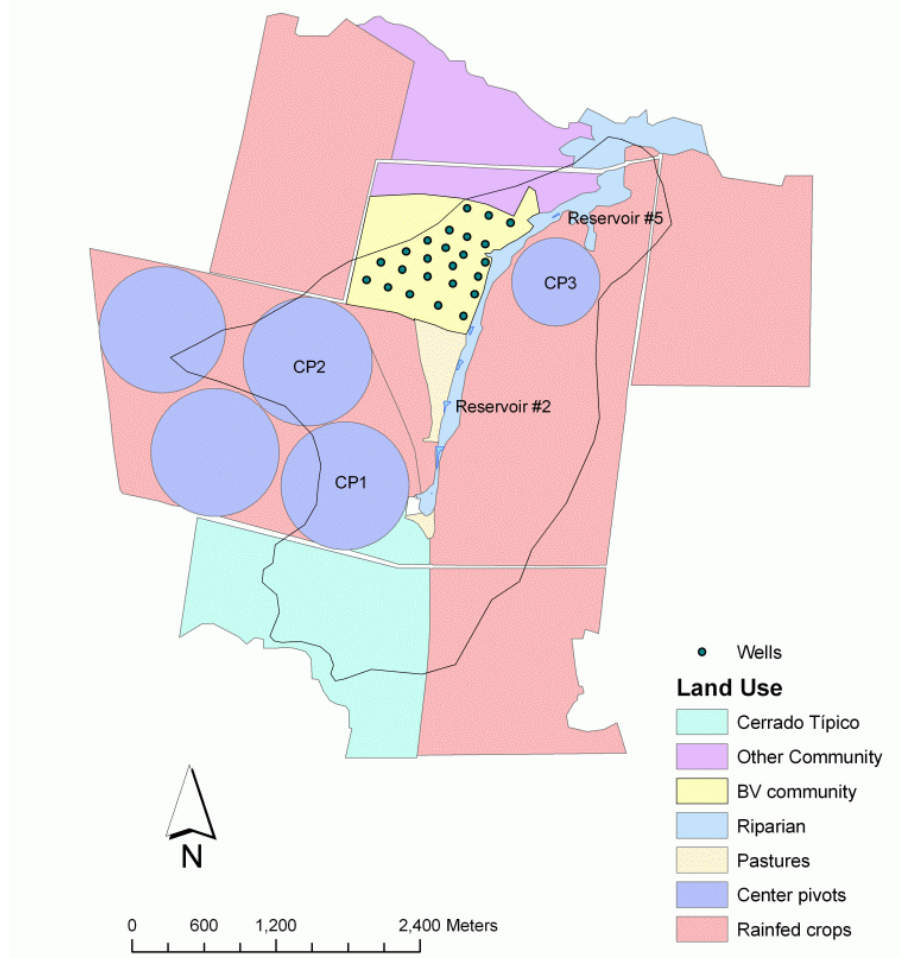 Reservoir #5
CP3
CP2
Reservoir #2
CP1
Wells
Land Use
Cerrado Típico
Other Community
BV community
Riparian
Pastures
Center pivots
Rainfed crops
N
0 600 1,200 2,400 Meters